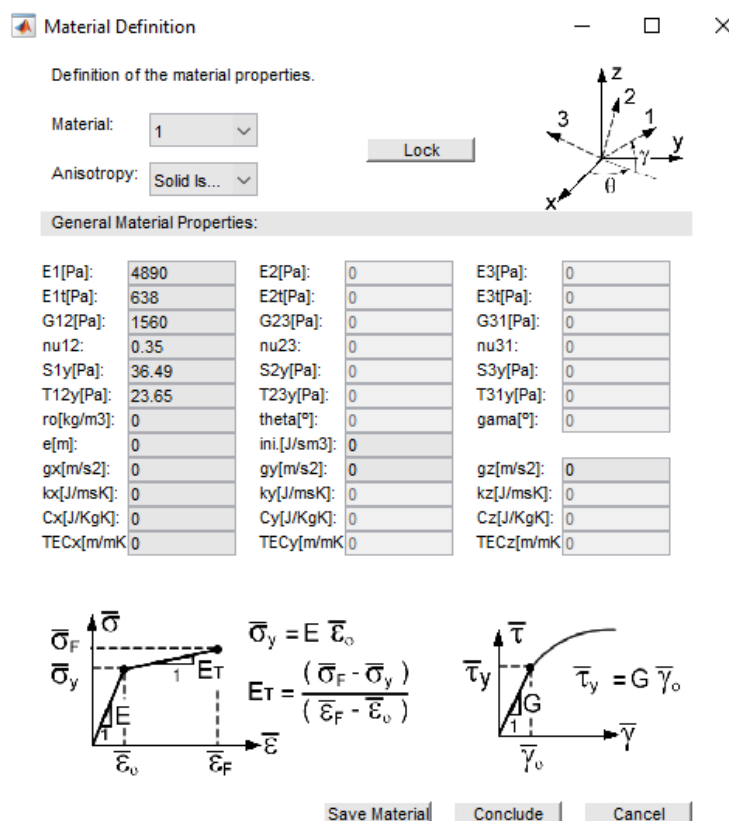 Material Definition
Definition of the material properties.
Material: 1
Lock
Anisotropy: Solid Is...
z
2
3
1
y
γ
θ
x
General Material Properties:
E1[Pa]: 4890 E2[Pa]: 0 E3[Pa]: 0
E1t[Pa]: 638 E2t[Pa]: 0 E3t[Pa]: 0
G12[Pa]: 1560 G23[Pa]: 0 G31[Pa]: 0
nu12: 0.35 nu23: 0 nu31: 0
S1y[Pa]: 36.49 S2y[Pa]: 0 S3y[Pa]: 0
T12y[Pa]: 23.65 T23y[Pa]: 0 T31y[Pa]: 0
ro[kg/m3]: 0 theta[º]: 0 gama[º]: 0
e[m]: 0 ini.[J/sm3]: 0
gx[m/s2]: 0 gy[m/s2]: 0 gz[m/s2]: 0
kx[J/msK]: 0 ky[J/msK]: 0 kz[J/msK]: 0
Cx[J/KgK]: 0 Cy[J/KgK]: 0 Cz[J/KgK]: 0
TECx[m/mK 0 TECy[m/mK 0 TECz[m/mK 0
σ̅
σ̅F
σ̅y
E
1
ET
1
ε̅o
ε̅F
ε̅
σ̅y = E ε̅o
ET = (σ̅F - σ̅y) / (ε̅F - ε̅o)
τ̅
τ̅y
G
1
γ̅o
γ̅
τ̅y = G γ̅o
Save Material Conclude Cancel